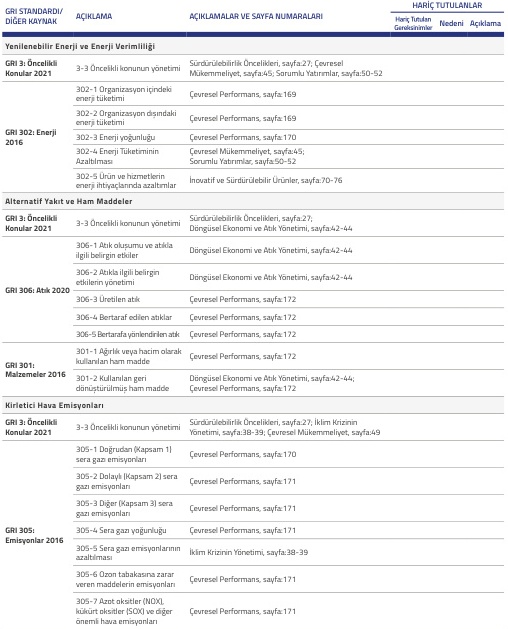 GRI STANDARDI/
DİĞER KAYNAK
AÇIKLAMA
AÇIKLAMALAR VE SAYFA NUMARALARI
HARİÇ TUTULANLAR
Hariç Tutulan
Gereksinimler
Nedeni
Açıklama
Yenilenebilir Enerji ve Enerji Verimliliği
GRI 3: Öncelikli
Konular 2021
3-3 Öncelikli konunun yönetimi
Sürdürülebilirlik Öncelikleri, sayfa:27; Çevresel
Mükemmeliyet, sayfa:45; Sorumlu Yatırımlar, sayfa:50-52
GRI 302: Enerji
2016
302-1 Organizasyon içindeki
enerji tüketimi
Çevresel Performans, sayfa:169
302-2 Organizasyon dışındaki
enerji tüketimi
Çevresel Performans, sayfa:169
302-3 Enerji yoğunluğu
Çevresel Performans, sayfa:170
302-4 Enerji Tüketiminin
Azaltılması
Çevresel Mükemmeliyet, sayfa:45;
Sorumlu Yatırımlar, sayfa:50-52
302-5 Ürün ve hizmetlerin
enerji ihtiyaçlarında azaltımlar
İnovatif ve Sürdürülebilir Ürünler, sayfa:70-76
Alternatif Yakıt ve Ham Maddeler
GRI 3: Öncelikli
Konular 2021
3-3 Öncelikli konunun yönetimi
Sürdürülebilirlik Öncelikleri, sayfa:27;
Döngüsel Ekonomi ve Atık Yönetimi, sayfa:42-44
GRI 306: Atık 2020
306-1 Atık oluşumu ve atıkla
ilgili belirgin etkiler
Döngüsel Ekonomi ve Atık Yönetimi, sayfa:42-44
306-2 Atıkla ilgili belirgin
etkilerin yönetimi
Döngüsel Ekonomi ve Atık Yönetimi, sayfa:42-44
306-3 Üretilen atık
Çevresel Performans, sayfa:172
306-4 Bertaraf edilen atıklar
Çevresel Performans, sayfa:172
306-5 Bertarafa yönlendirilen atık
Çevresel Performans, sayfa:172
GRI 301:
Malzemeler 2016
301-1 Ağırlık veya hacim olarak
kullanılan ham madde
Çevresel Performans, sayfa:172
301-2 Kullanılan geri
dönüştürülmüş ham madde
Döngüsel Ekonomi ve Atık Yönetimi, sayfa:42-44;
Çevresel Performans, sayfa:172
Kirletici Hava Emisyonları
GRI 3: Öncelikli
Konular 2021
3-3 Öncelikli konunun yönetimi
Sürdürülebilirlik Öncelikleri, sayfa:27; İklim Krizinin
Yönetimi, sayfa:38-39; Çevresel Mükemmeliyet, sayfa:49
GRI 305:
Emisyonlar 2016
305-1 Doğrudan (Kapsam 1)
sera gazı emisyonları
Çevresel Performans, sayfa:170
305-2 Dolaylı (Kapsam 2) sera
gazı emisyonları
Çevresel Performans, sayfa:171
305-3 Diğer (Kapsam 3) sera
gazı emisyonları
Çevresel Performans, sayfa:171
305-4 Sera gazı yoğunluğu
Çevresel Performans, sayfa:171
305-5 Sera gazı emisyonlarının
azaltılması
İklim Krizinin Yönetimi, sayfa:38-39
305-6 Ozon tabakasına zarar
veren maddelerin emisyonları
Çevresel Performans, sayfa:171
305-7 Azot oksitler (NOX),
kükürt oksitler (SOX) ve diğer
önemli hava emisyonları
Çevresel Performans, sayfa:171